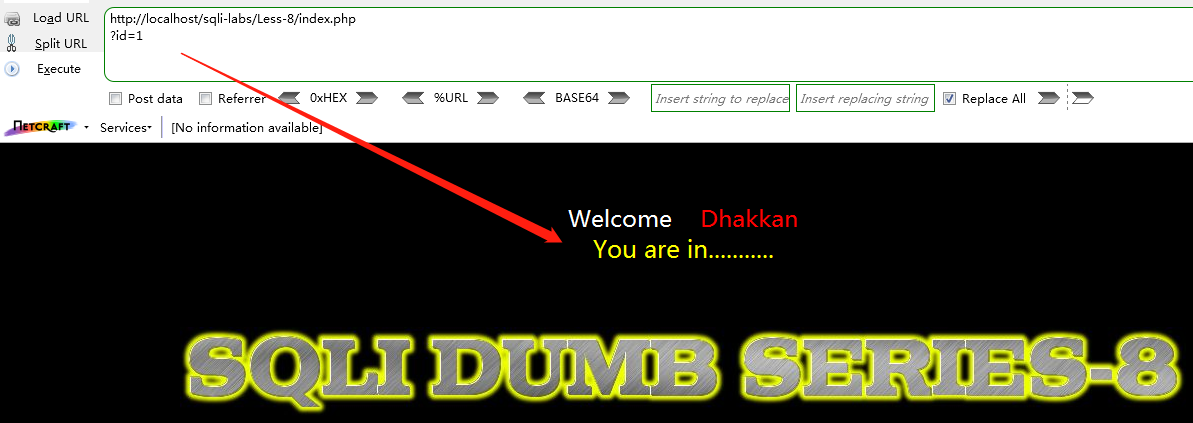 Load URL
http://localhost/sqli-labs/Less-8/index.php
?id=1
Split URL
Execute
Post data Referrer 0xHEX %URL BASE64 Insert string to replace Insert replacing string Replace All
NETCRAFT Services [No information available]
Welcome Dhakkan
You are in...........
SQLI DUMB SERIES-8